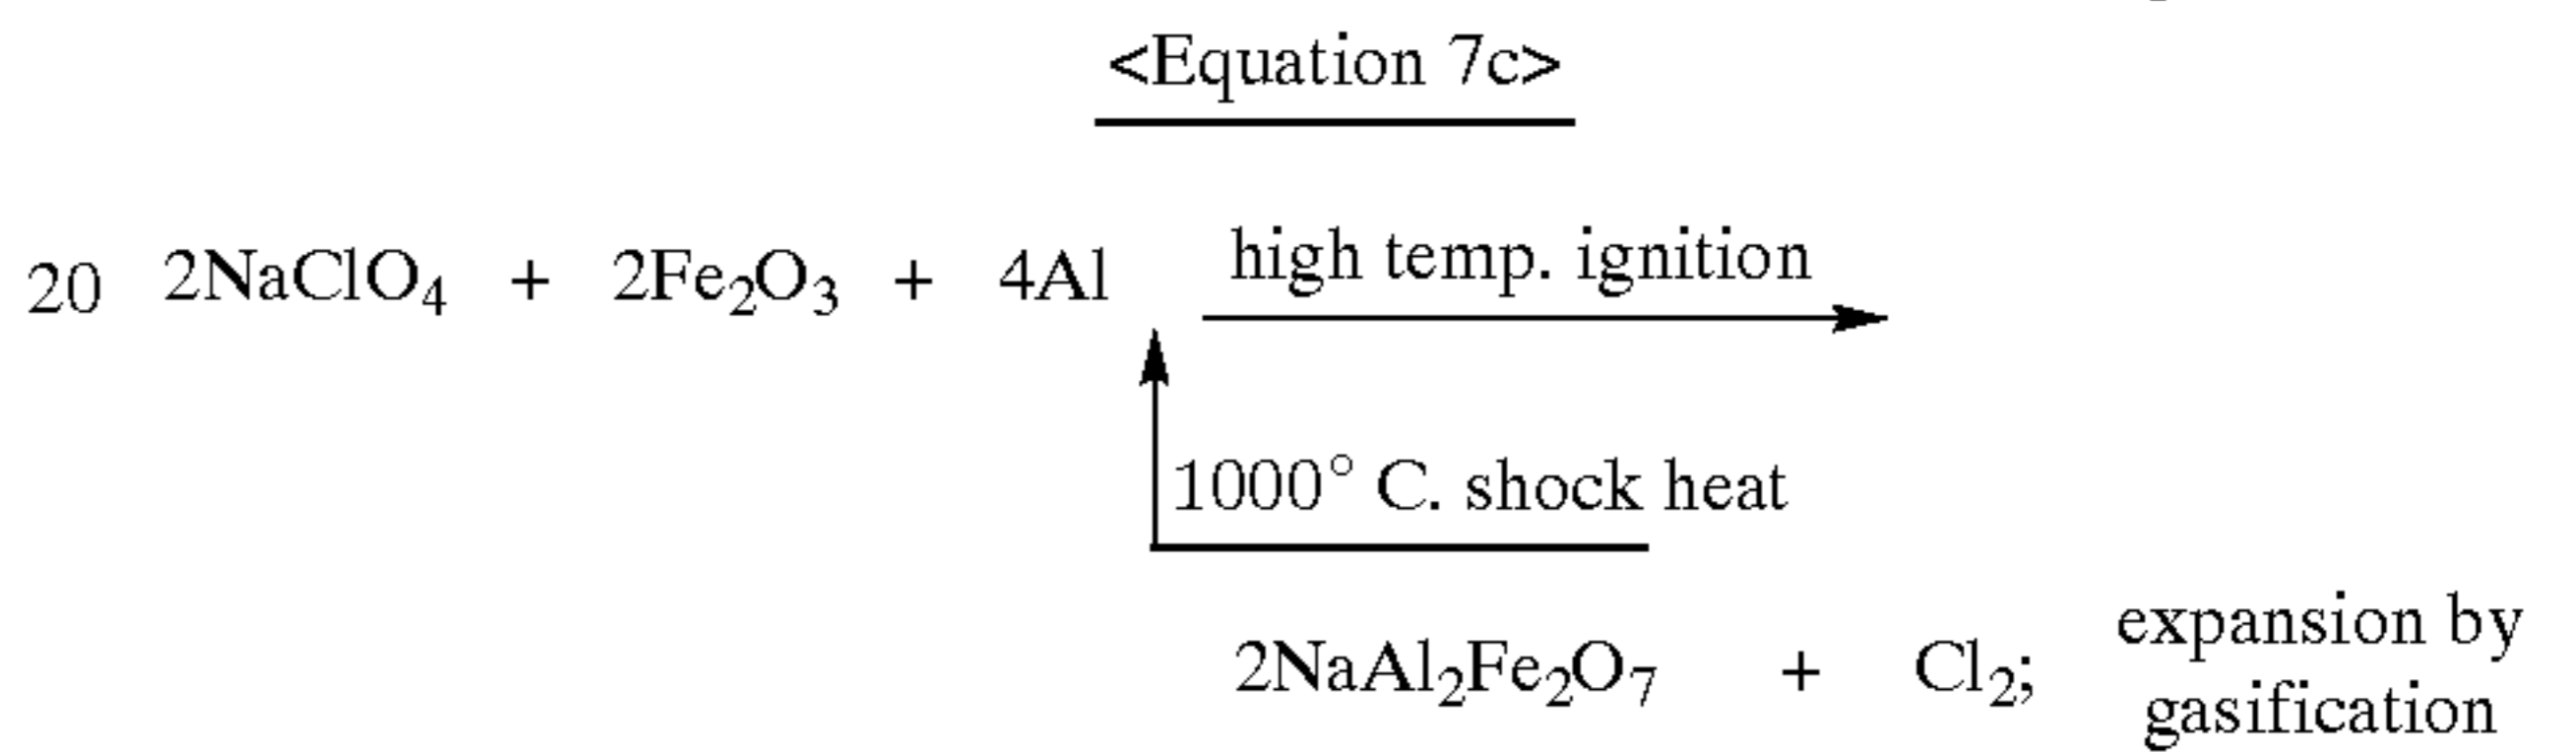 <Equation 7c>
20 2NaClO₄ + 2Fe₂O₃ + 4Al high temp. ignition
1000° C. shock heat
2NaAl₂Fe₂O₇ + Cl₂; expansion by
gasification